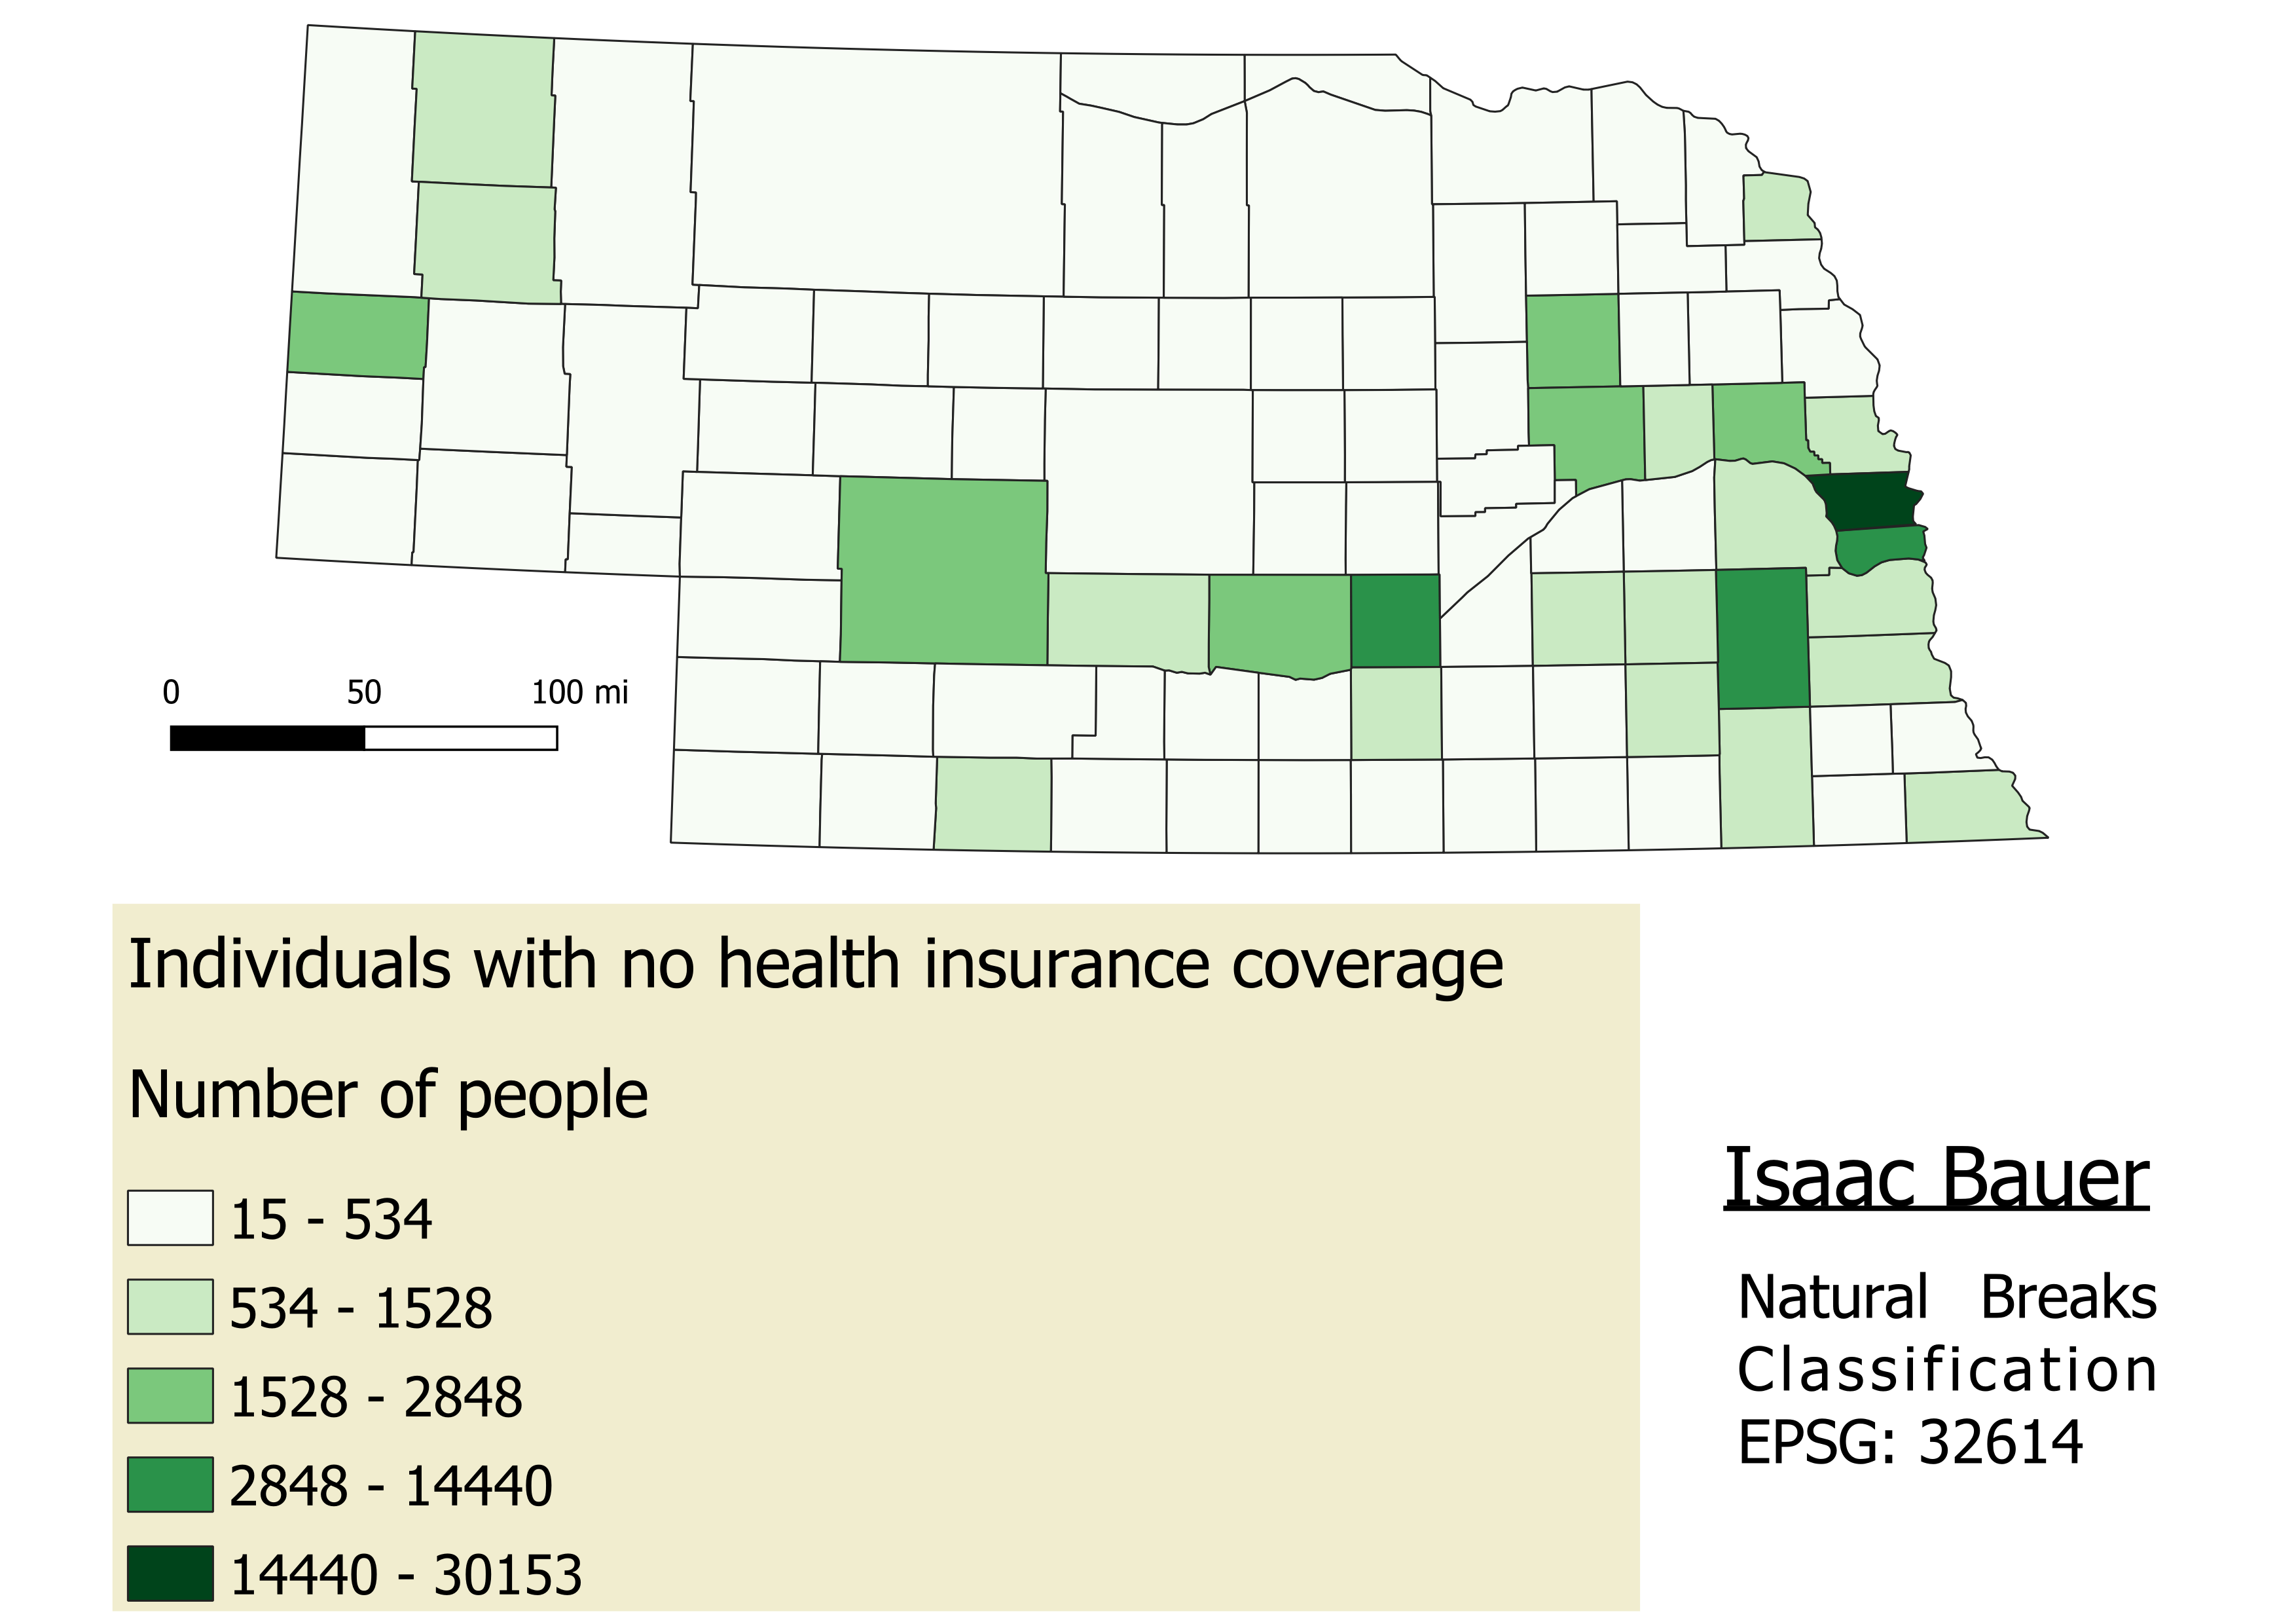 0 50 100 mi
Individuals with no health insurance coverage
Number of people
15 - 534
534 - 1528
1528 - 2848
2848 - 14440
14440 - 30153
Isaac Bauer
Natural Breaks
Classification
EPSG: 32614